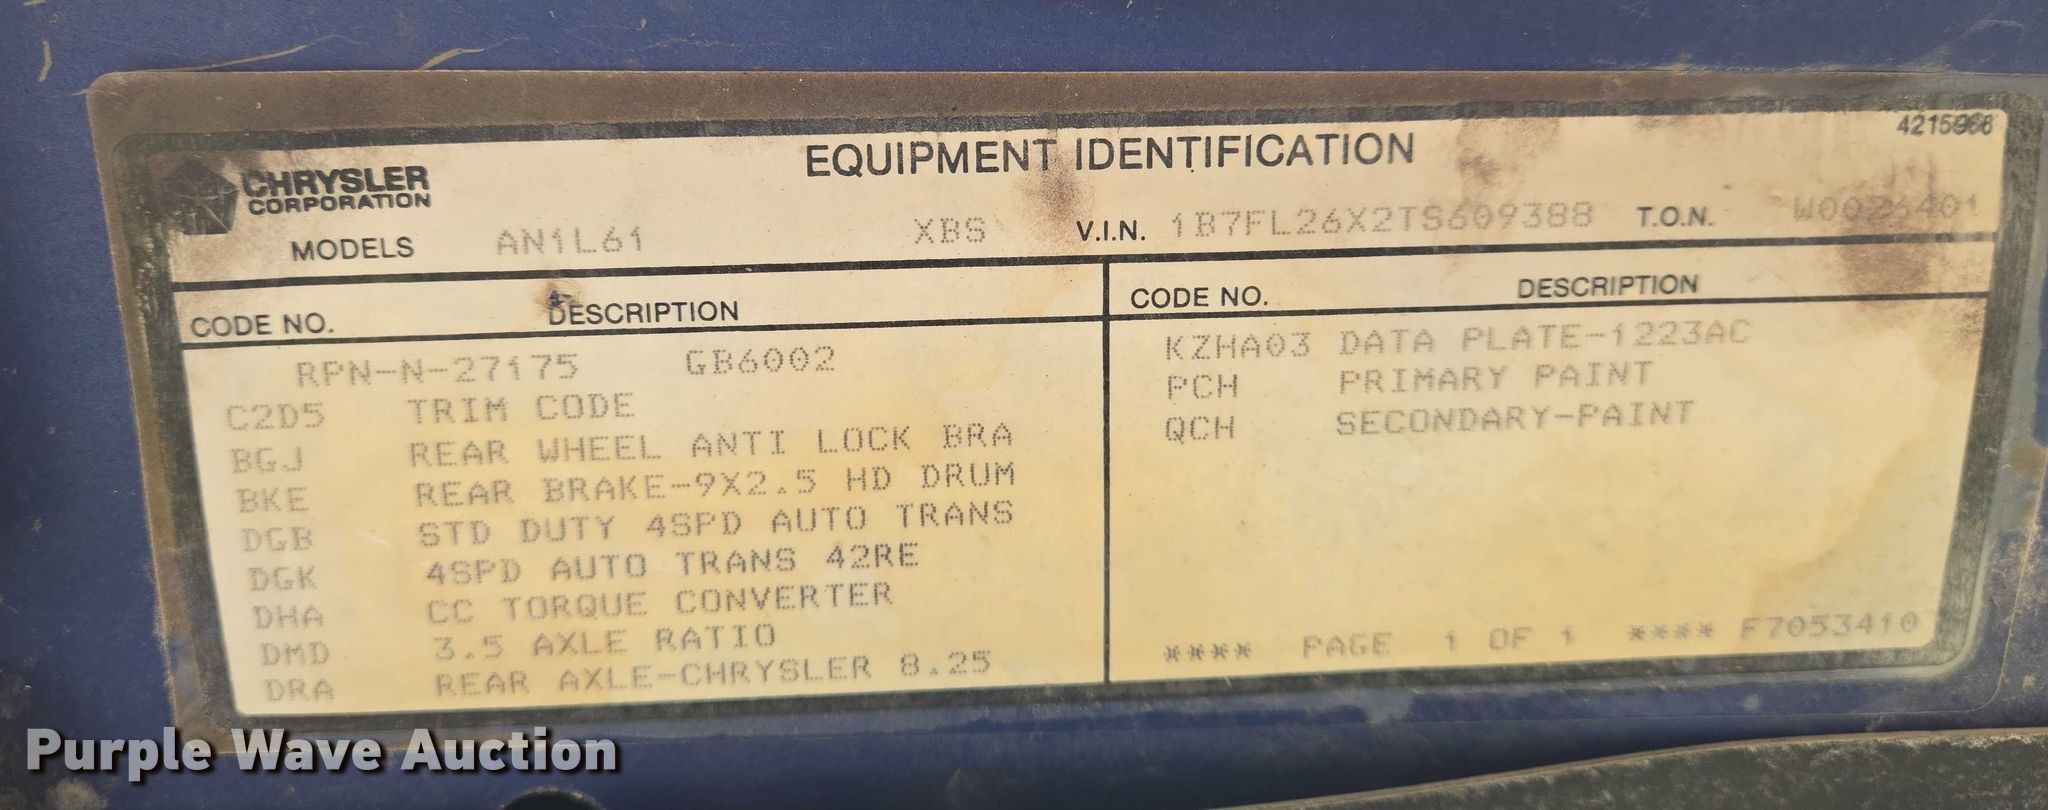 4215988
EQUIPMENT IDENTIFICATION
CHRYSLER
CORPORATION
MODELS AN1L61 XBS V.I.N. 1B7FL26X2TS609388 T.O.N.
CODE NO. DESCRIPTION
RPN-N-27175 GB6002
C2D5 TRIM CODE
BGJ REAR WHEEL ANTI LOCK BRA
BKE REAR BRAKE-9X2.5 HD DRUM
DGB STD DUTY 4SPD AUTO TRANS
DGK 4SPD AUTO TRANS 42RE
DHA CC TORQUE CONVERTER
DMD 3.5 AXLE RATIO
DRA REAR AXLE-CHRYSLER 8.25
CODE NO. DESCRIPTION
KZHA03 DATA PLATE-1223AC
PCH PRIMARY PAINT
QCH SECONDARY-PAINT
**** PAGE 1 OF 1 **** F7053410
Purple Wave Auction